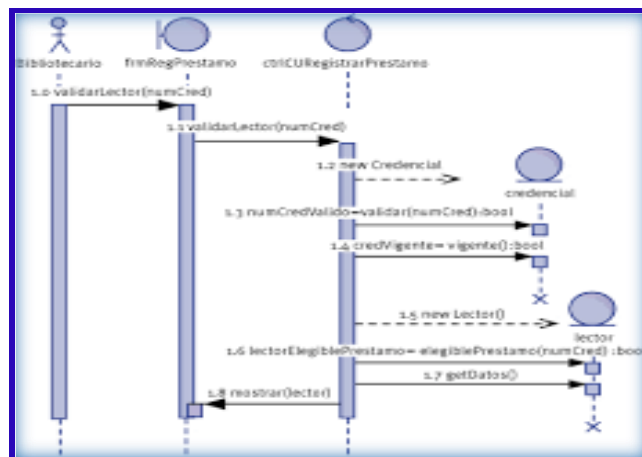 Bibliotecario
frmRegPrestamo
ctrlCURegistrarPrestamo
1.0 validarLector(numCred)
1.1 validarLector(numCred)
1.2 new Credencial
credencial
1.3 numCredValido=validar(numCred):bool
1.4 credVigente= vigente():bool
1.5 new Lector()
lector
1.6 lectorElegiblePrestamo= elegiblePrestamo(numCred) :boo
1.7 getDatos()
1.8 mostrar(lector)